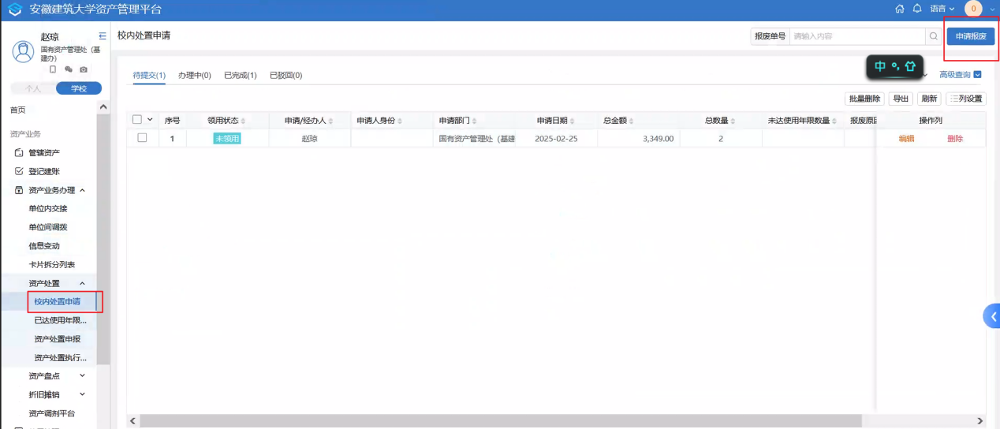 安徽建筑大学资产管理平台
语言
0
赵琼
国有资产管理处（基
建办）
个人
学校
首页
资产业务
管辖资产
登记建账
资产业务办理
单位内交接
单位间调拨
信息变动
卡片拆分列表
资产处置
校内处置申请
已达使用年限...
资产处置申报
资产处置执行...
资产盘点
折旧摊销
资产调剂平台
校内处置申请
报废单号 请输入内容
申请报废
中
待提交(1) 办理中(0) 已完成(1) 已驳回(0)
高级查询
批量删除 导出 刷新 列设置
序号 领用状态 申请/经办人 申请人身份 申请部门 申请日期 总金额 总数量 未达使用年限数量 报废原因 操作列
1 未领用 赵琼 国有资产管理处（基建 2025-02-25 3,349.00 2 编辑 删除